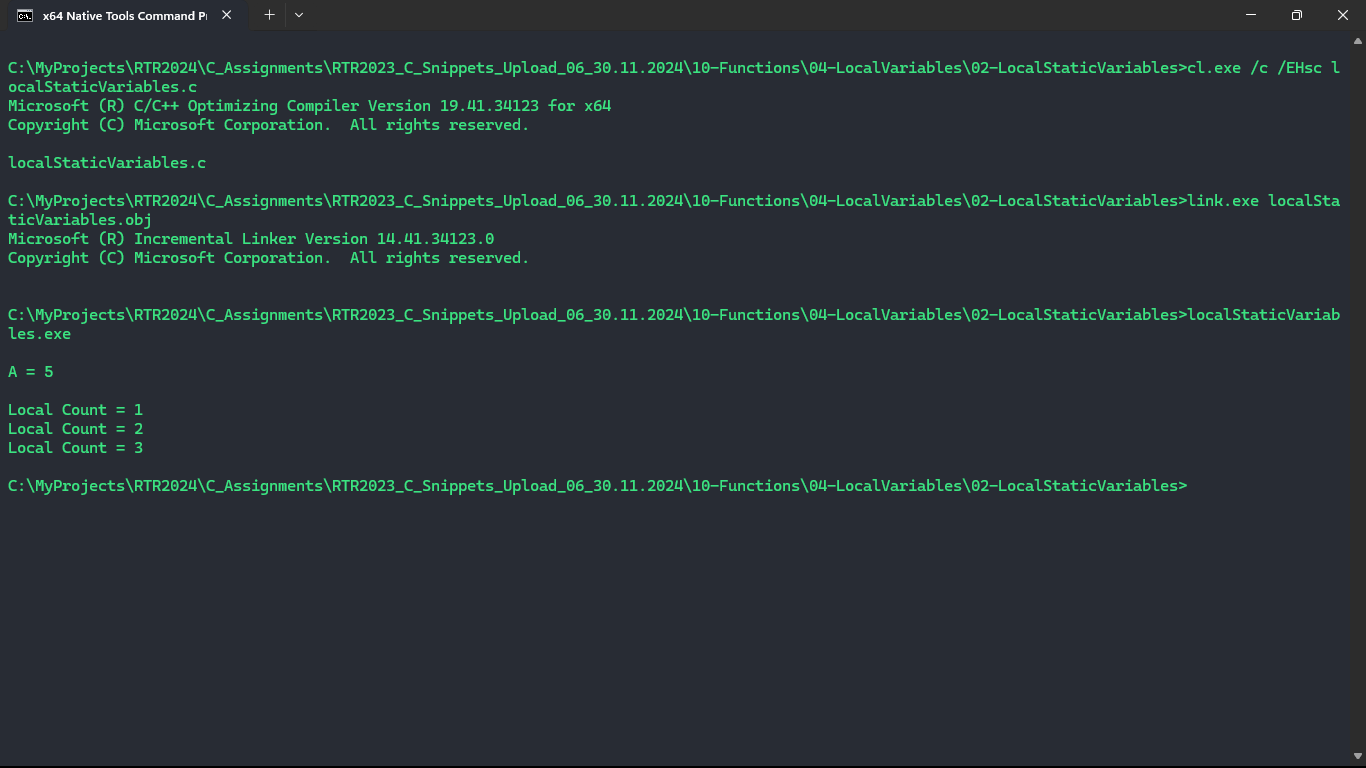 x64 Native Tools Command P
C:\MyProjects\RTR2024\C_Assignments\RTR2023_C_Snippets_Upload_06_30.11.2024\10-Functions\04-LocalVariables\02-LocalStaticVariables>cl.exe /c /EHsc l
ocalStaticVariables.c
Microsoft (R) C/C++ Optimizing Compiler Version 19.41.34123 for x64
Copyright (C) Microsoft Corporation.  All rights reserved.

localStaticVariables.c

C:\MyProjects\RTR2024\C_Assignments\RTR2023_C_Snippets_Upload_06_30.11.2024\10-Functions\04-LocalVariables\02-LocalStaticVariables>link.exe localSta
ticVariables.obj
Microsoft (R) Incremental Linker Version 14.41.34123.0
Copyright (C) Microsoft Corporation.  All rights reserved.

C:\MyProjects\RTR2024\C_Assignments\RTR2023_C_Snippets_Upload_06_30.11.2024\10-Functions\04-LocalVariables\02-LocalStaticVariables>localStaticVariab
les.exe

A = 5

Local Count = 1
Local Count = 2
Local Count = 3

C:\MyProjects\RTR2024\C_Assignments\RTR2023_C_Snippets_Upload_06_30.11.2024\10-Functions\04-LocalVariables\02-LocalStaticVariables>